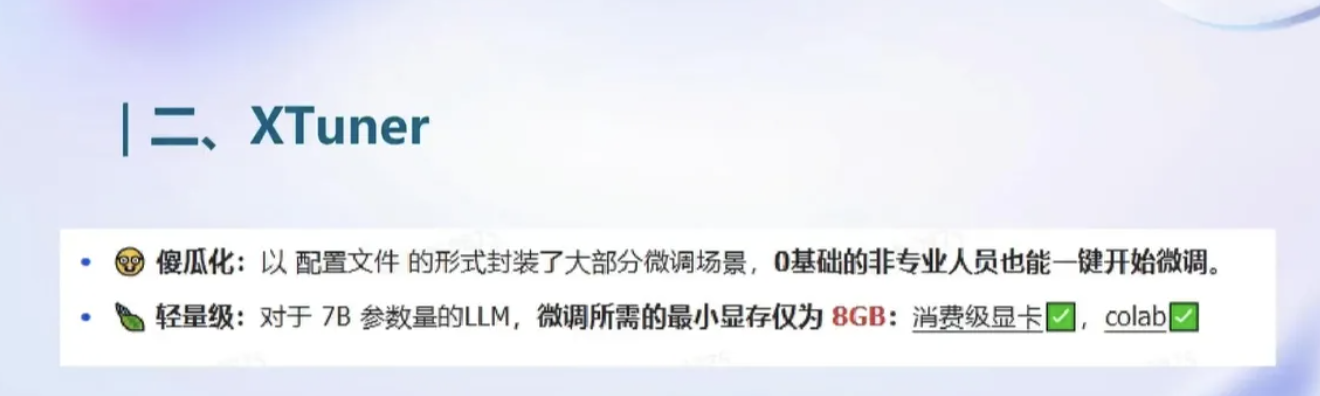 二、XTuner
🤓 傻瓜化：以 配置文件 的形式封装了大部分微调场景，0基础的非专业人员也能一键开始微调。
🍃 轻量级：对于 7B 参数量的LLM，微调所需的最小显存仅为 8GB：消费级显卡✅，colab✅